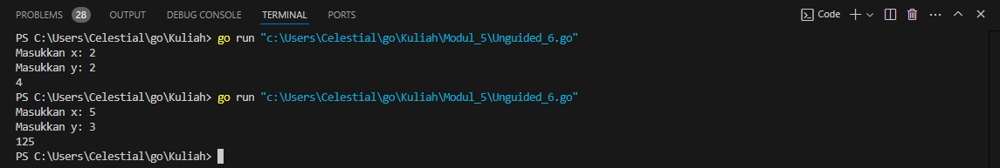 PROBLEMS 28 OUTPUT DEBUG CONSOLE TERMINAL PORTS Code
PS C:\Users\Celestial\go\Kuliah> go run "c:\Users\Celestial\go\Kuliah\Modul_5\Unguided_6.go"
Masukkan x: 2
Masukkan y: 2
4
PS C:\Users\Celestial\go\Kuliah> go run "c:\Users\Celestial\go\Kuliah\Modul_5\Unguided_6.go"
Masukkan x: 5
Masukkan y: 3
125
PS C:\Users\Celestial\go\Kuliah>